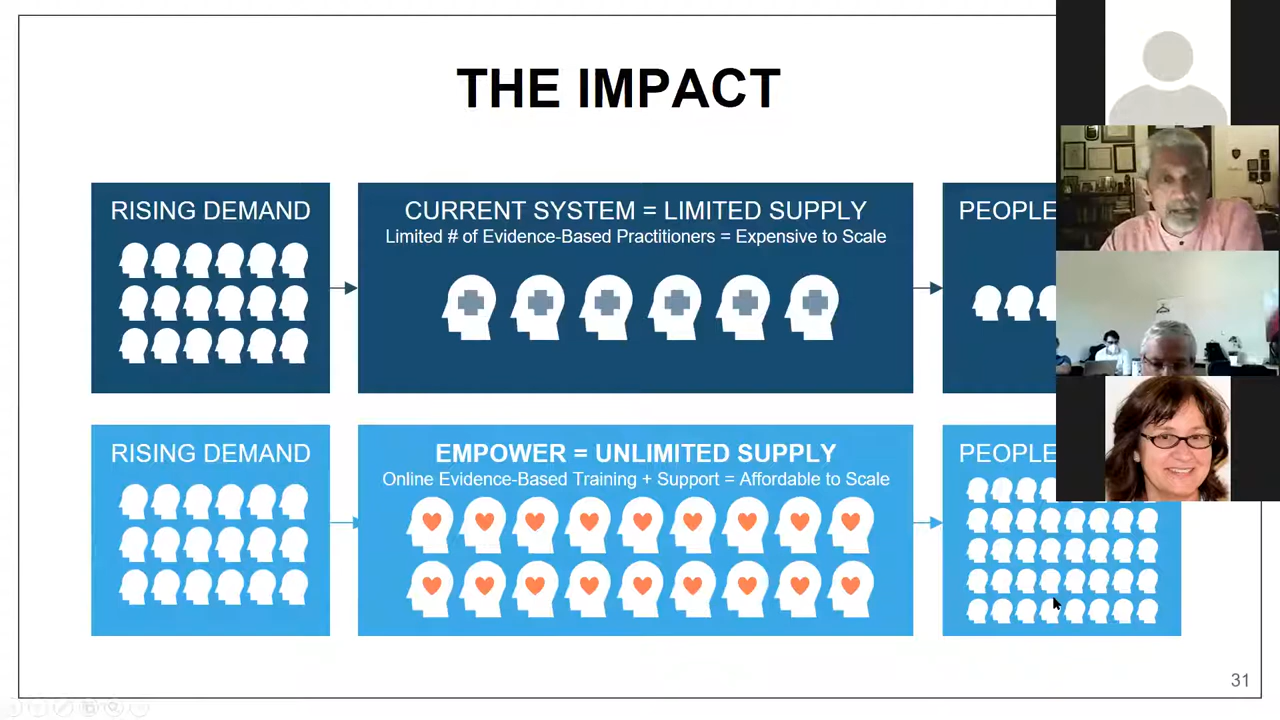 THE IMPACT
RISING DEMAND
CURRENT SYSTEM = LIMITED SUPPLY
Limited # of Evidence-Based Practitioners = Expensive to Scale
PEOPLE
RISING DEMAND
EMPOWER = UNLIMITED SUPPLY
Online Evidence-Based Training + Support = Affordable to Scale
PEOPLE
31